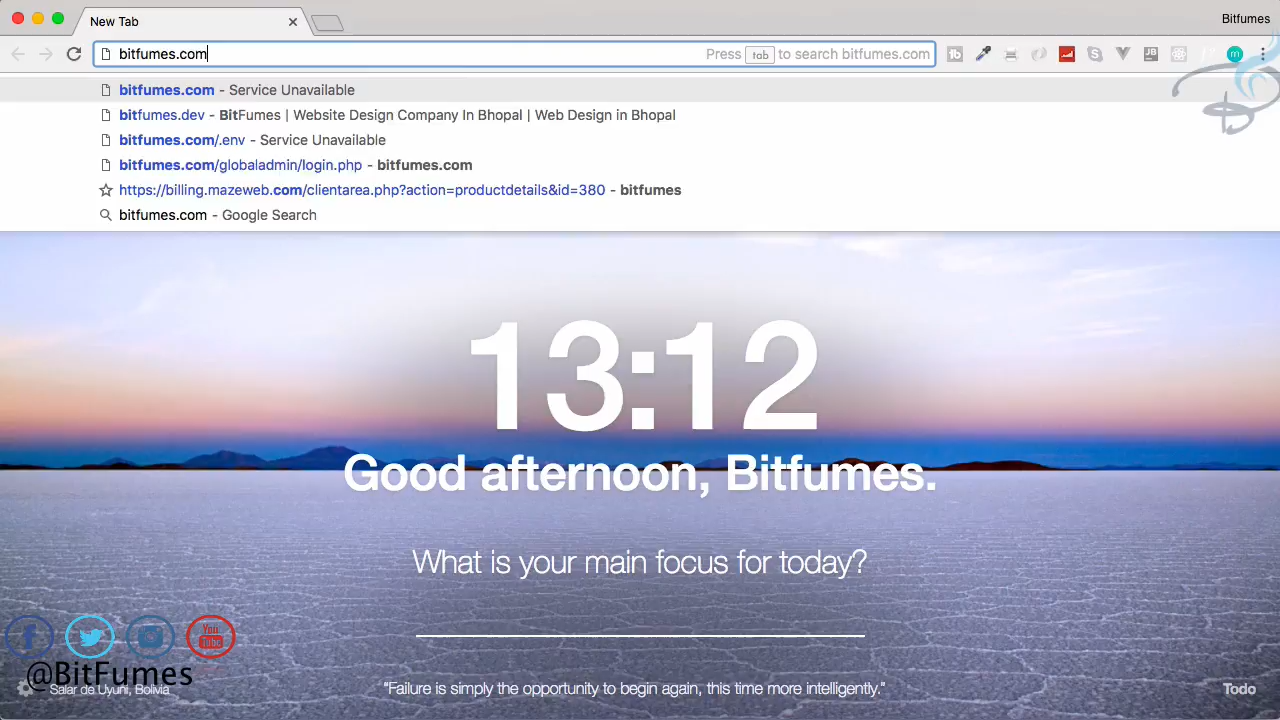 New Tab
Bitfumes
bitfumes.com
Press tab to search bitfumes.com
bitfumes.com - Service Unavailable
bitfumes.dev - BitFumes | Website Design Company In Bhopal | Web Design in Bhopal
bitfumes.com/.env - Service Unavailable
bitfumes.com/globaladmin/login.php - bitfumes.com
https://billing.mazeweb.com/clientarea.php?action=productdetails&id=380 - bitfumes
bitfumes.com - Google Search
13:12
Good afternoon, Bitfumes.
What is your main focus for today?
You
Tube
@BitFumes
Salar de Uyuni, Bolivia
“Failure is simply the opportunity to begin again, this time more intelligently.”
Todo